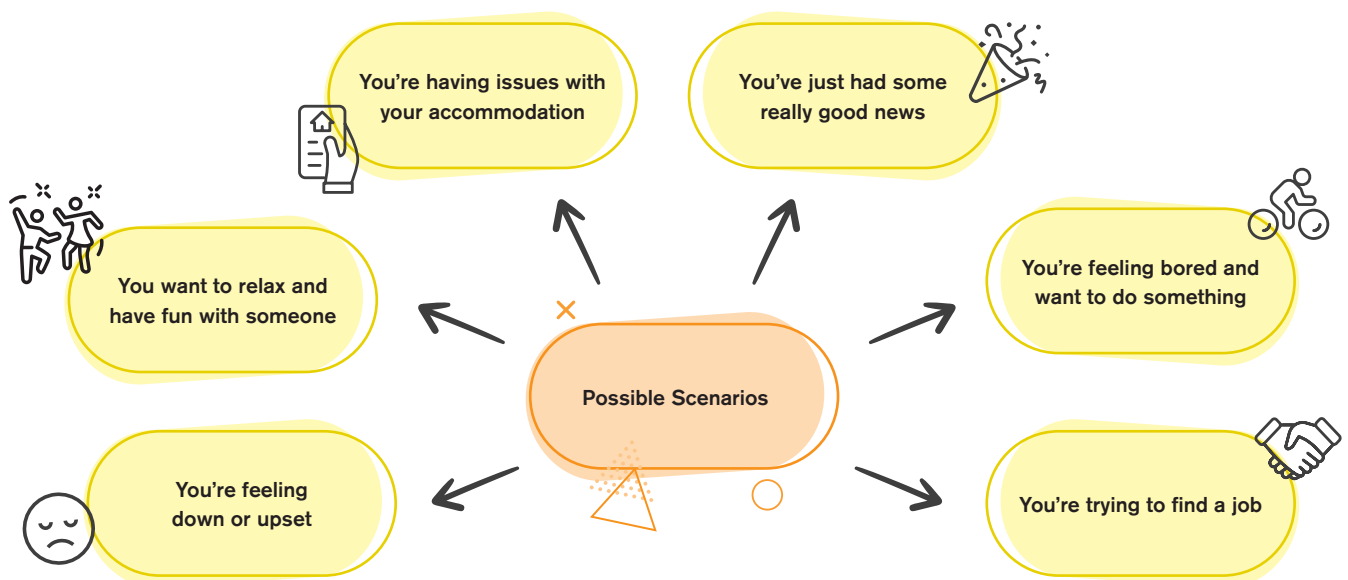 You're having issues with
your accommodation
You've just had some
really good news
You want to relax and
have fun with someone
You're feeling bored and
want to do something
Possible Scenarios
You're feeling
down or upset
You're trying to find a job